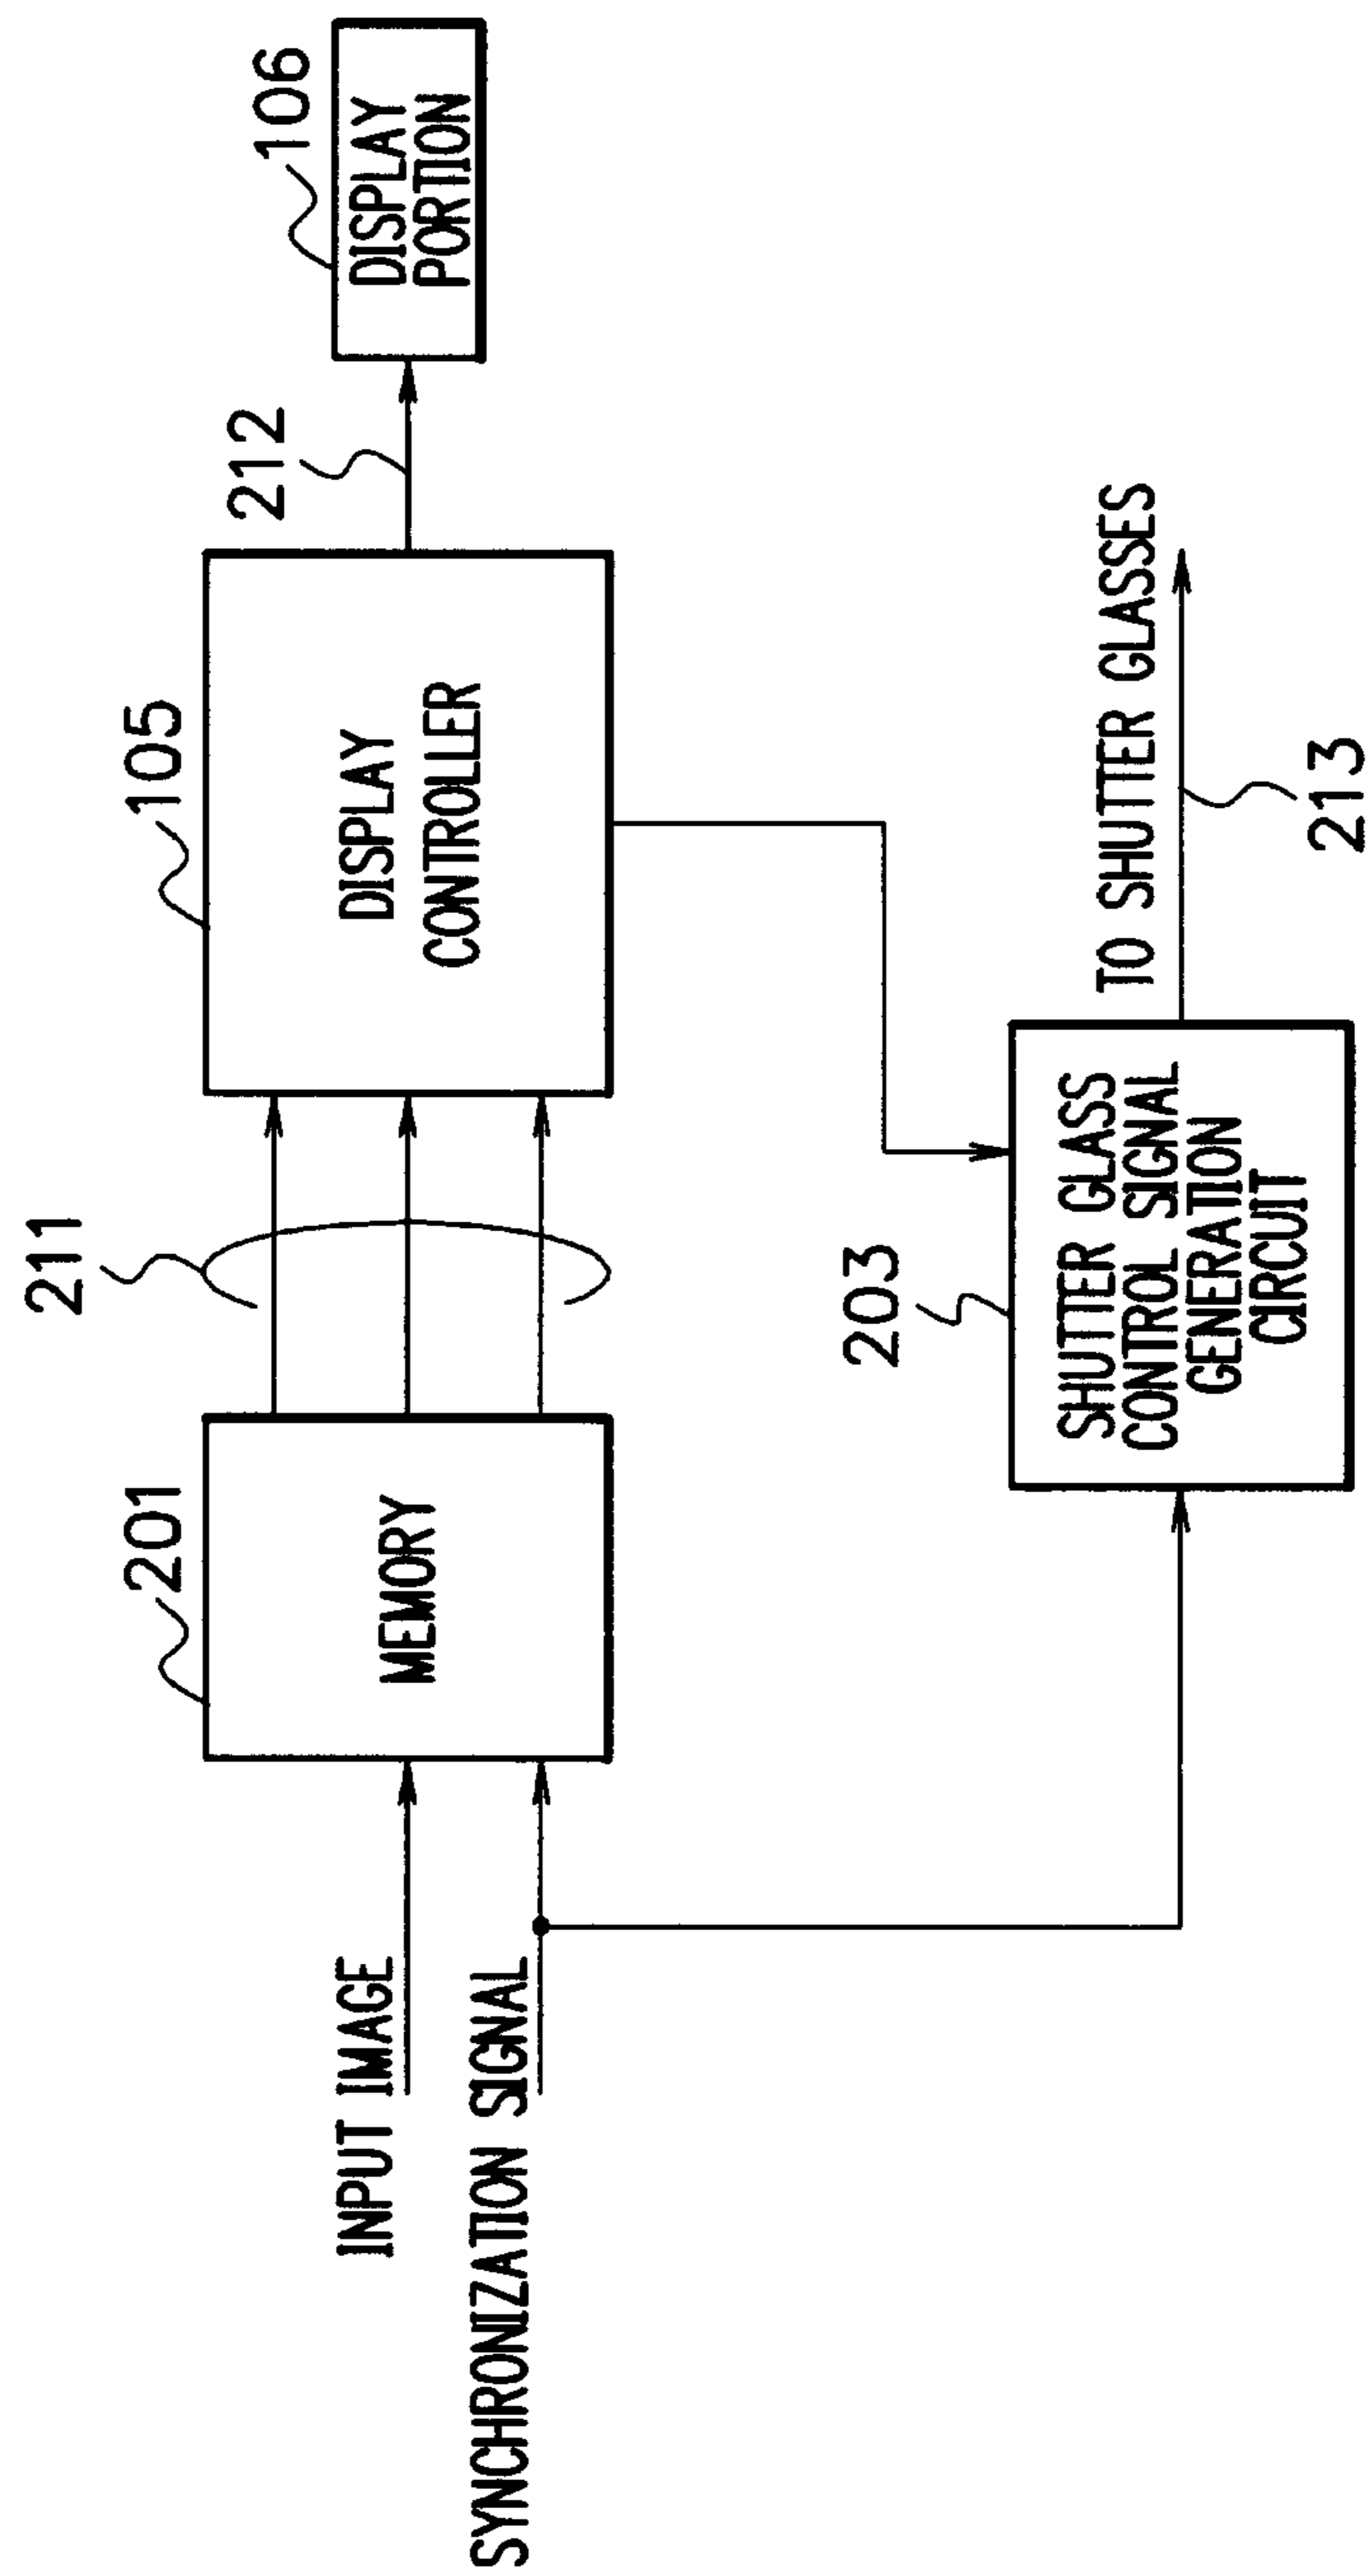 211
201
MEMORY
105
DISPLAY
CONTROLLER
212
106
DISPLAY
PORTION
INPUT IMAGE
SYNCHRONIZATION SIGNAL
203
SHUTTER GLASS
CONTROL SIGNAL
GENERATION
CIRCUIT
TO SHUTTER GLASSES
213